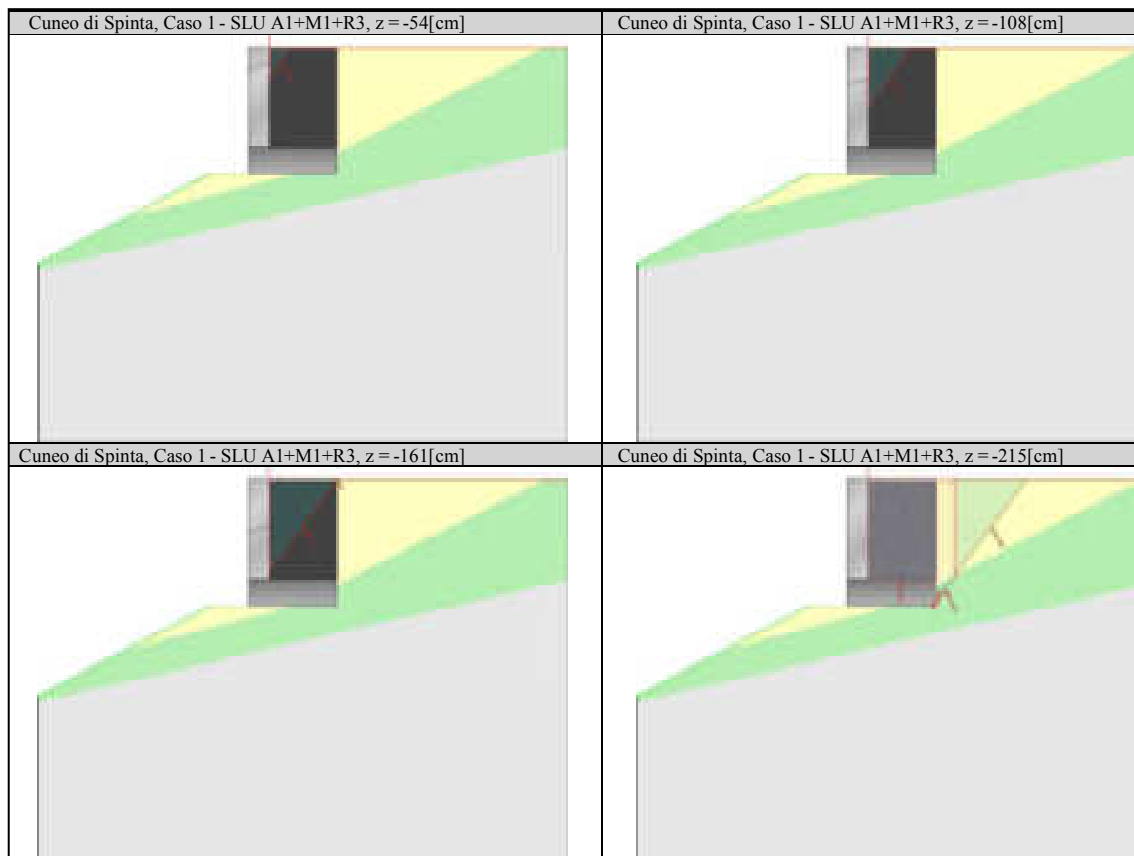 Cuneo di Spinta, Caso 1 - SLU A1+M1+R3, z = -54[cm]
Cuneo di Spinta, Caso 1 - SLU A1+M1+R3, z = -108[cm]
Cuneo di Spinta, Caso 1 - SLU A1+M1+R3, z = -161[cm]
Cuneo di Spinta, Caso 1 - SLU A1+M1+R3, z = -215[cm]